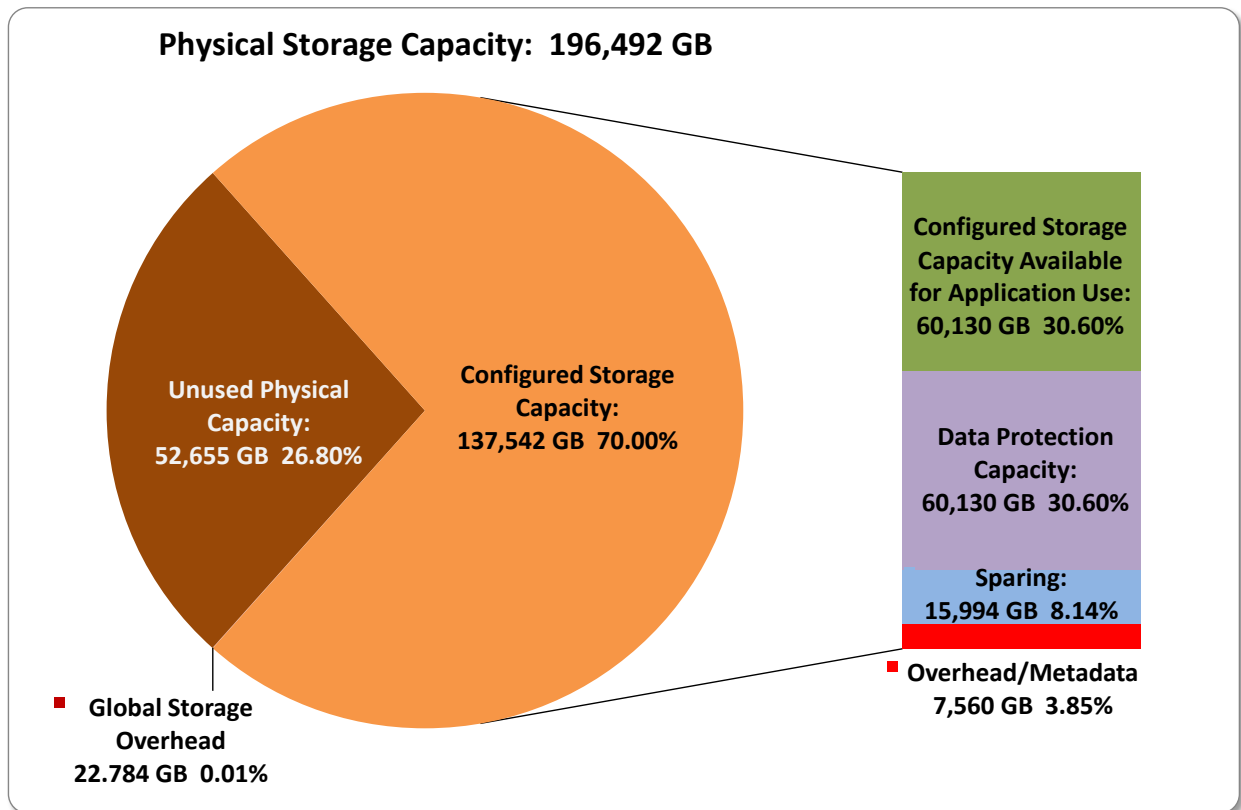 Physical Storage Capacity: 196,492 GB
Unused Physical
Capacity:
52,655 GB 26.80%
Configured Storage
Capacity:
137,542 GB 70.00%
Global Storage
Overhead
22.784 GB 0.01%
Configured Storage
Capacity Available
for Application Use:
60,130 GB 30.60%
Data Protection
Capacity:
60,130 GB 30.60%
Sparing:
15,994 GB 8.14%
Overhead/Metadata
7,560 GB 3.85%